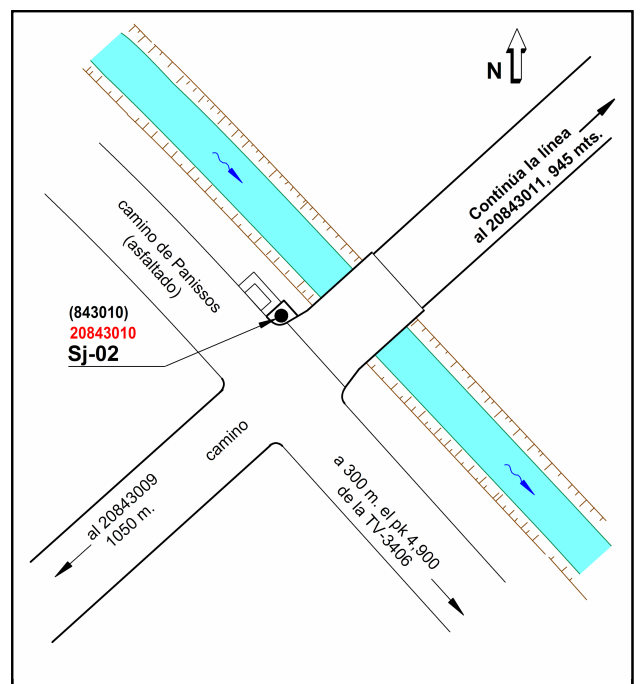 N
Continúa la línea
al 20843011, 945 mts.
camino de Panissos
(asfaltado)
(843010)
20843010
Sj-02
camino
al 20843009
1050 m.
a 300 m. el pk 4,900
de la TV-3406